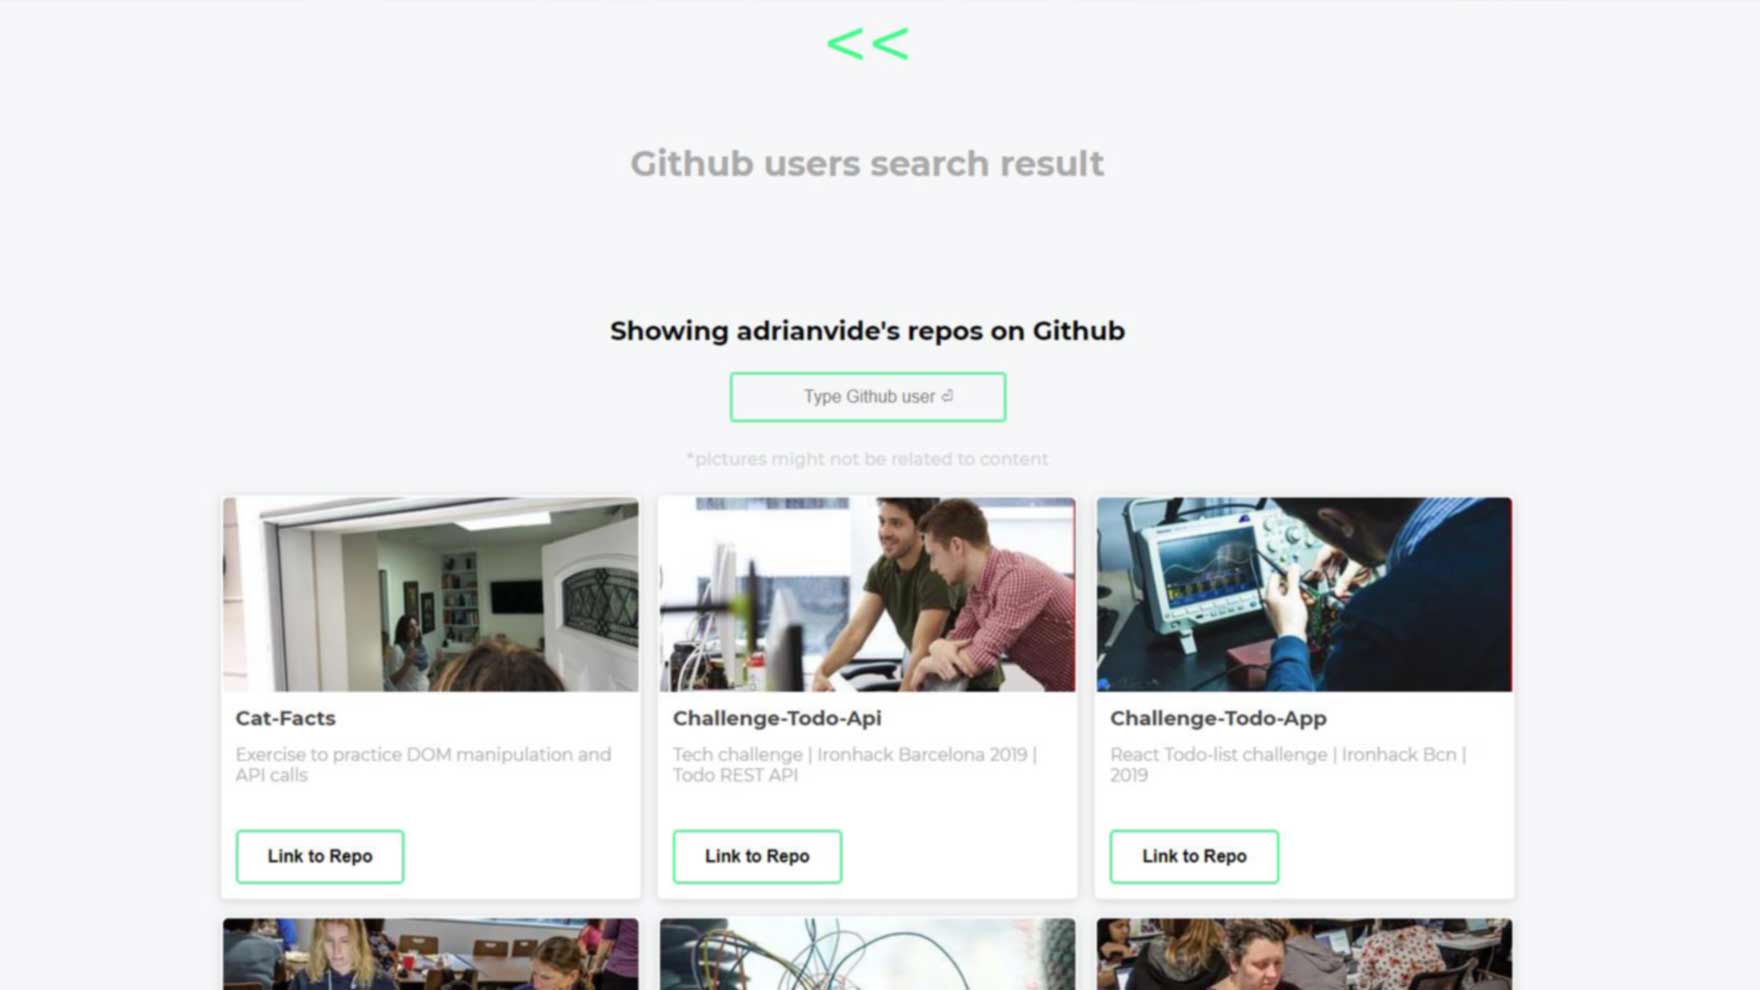 <<
Github users search result
Showing adrianvide's repos on Github
Type Github user ⏎
*pictures might not be related to content
Cat-Facts
Exercise to practice DOM manipulation and
API calls
Link to Repo
Challenge-Todo-Api
Tech challenge | Ironhack Barcelona 2019 |
Todo REST API
Link to Repo
Challenge-Todo-App
React Todo-list challenge | Ironhack Bcn |
2019
Link to Repo